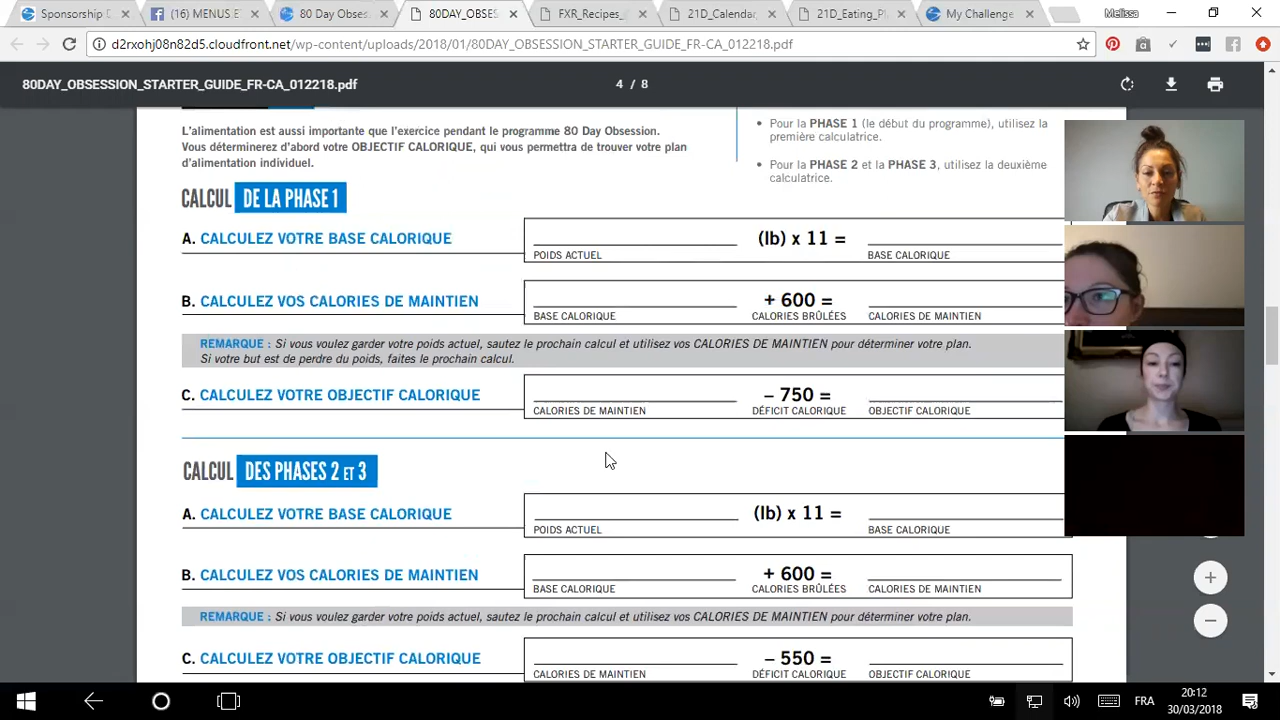 Sponsorship D
(16) MENUS E
80 Day Obses
80DAY_OBSES
FXR_Recipes_
21D_Calendar
21D_Eating_P
My Challenge
Melissa
d2rxohj08n82d5.cloudfront.net/wp-content/uploads/2018/01/80DAY_OBSESSION_STARTER_GUIDE_FR-CA_012218.pdf
80DAY_OBSESSION_STARTER_GUIDE_FR-CA_012218.pdf
4 / 8
L'alimentation est aussi importante que l'exercice pendant le programme 80 Day Obsession.
Vous déterminerez d'abord votre OBJECTIF CALORIQUE, qui vous permettra de trouver votre plan
d'alimentation individuel.
• Pour la PHASE 1 (le début du programme), utilisez la
première calculatrice.
• Pour la PHASE 2 et la PHASE 3, utilisez la deuxième
calculatrice.
CALCUL DE LA PHASE 1
A. CALCULEZ VOTRE BASE CALORIQUE
(lb) x 11 =
POIDS ACTUEL
BASE CALORIQUE
B. CALCULEZ VOS CALORIES DE MAINTIEN
+ 600 =
BASE CALORIQUE
CALORIES BRÛLÉES
CALORIES DE MAINTIEN
REMARQUE : Si vous voulez garder votre poids actuel, sautez le prochain calcul et utilisez vos CALORIES DE MAINTIEN pour déterminer votre plan.
Si votre but est de perdre du poids, faites le prochain calcul.
C. CALCULEZ VOTRE OBJECTIF CALORIQUE
– 750 =
CALORIES DE MAINTIEN
DÉFICIT CALORIQUE
OBJECTIF CALORIQUE
CALCUL DES PHASES 2 ET 3
A. CALCULEZ VOTRE BASE CALORIQUE
(lb) x 11 =
POIDS ACTUEL
BASE CALORIQUE
B. CALCULEZ VOS CALORIES DE MAINTIEN
+ 600 =
BASE CALORIQUE
CALORIES BRÛLÉES
CALORIES DE MAINTIEN
REMARQUE : Si vous voulez garder votre poids actuel, sautez le prochain calcul et utilisez vos CALORIES DE MAINTIEN pour déterminer votre plan.
C. CALCULEZ VOTRE OBJECTIF CALORIQUE
– 550 =
CALORIES DE MAINTIEN
DÉFICIT CALORIQUE
OBJECTIF CALORIQUE
FRA
20:12
30/03/2018